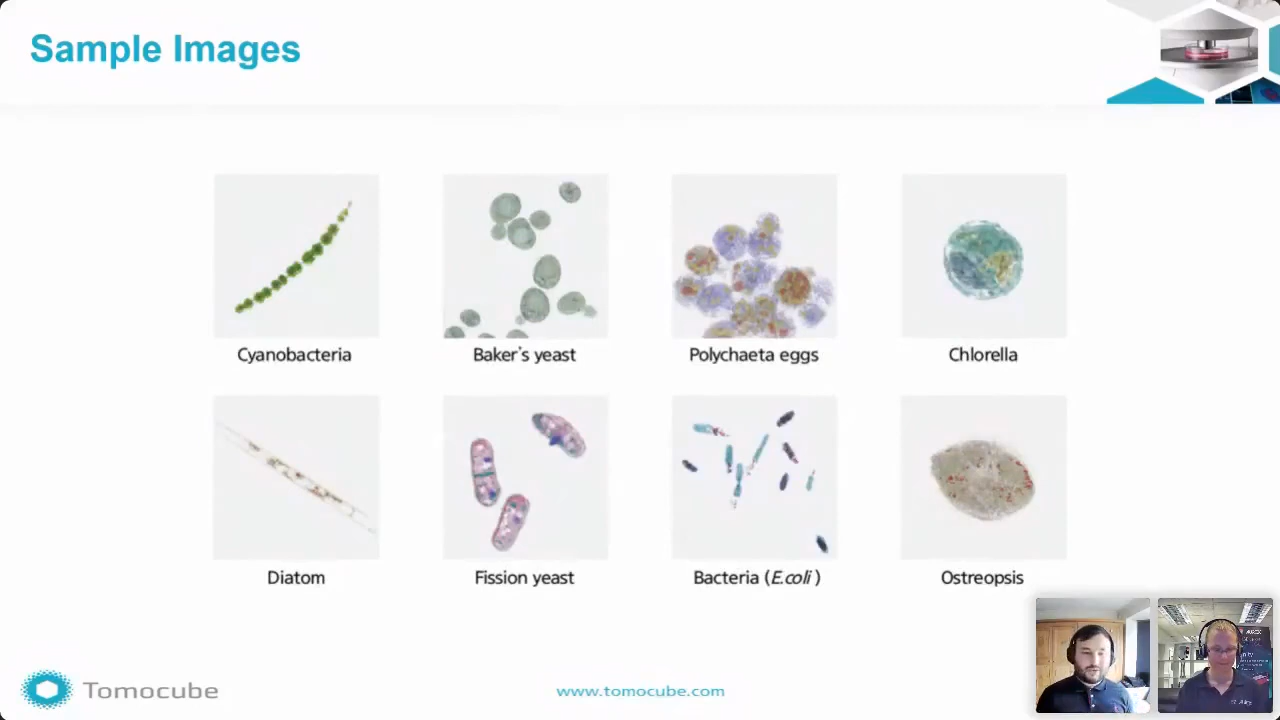 Sample Images
Cyanobacteria
Baker's yeast
Polychaeta eggs
Chlorella
Diatom
Fission yeast
Bacteria (E.coli)
Ostreopsis
Tomocube
www.tomocube.com